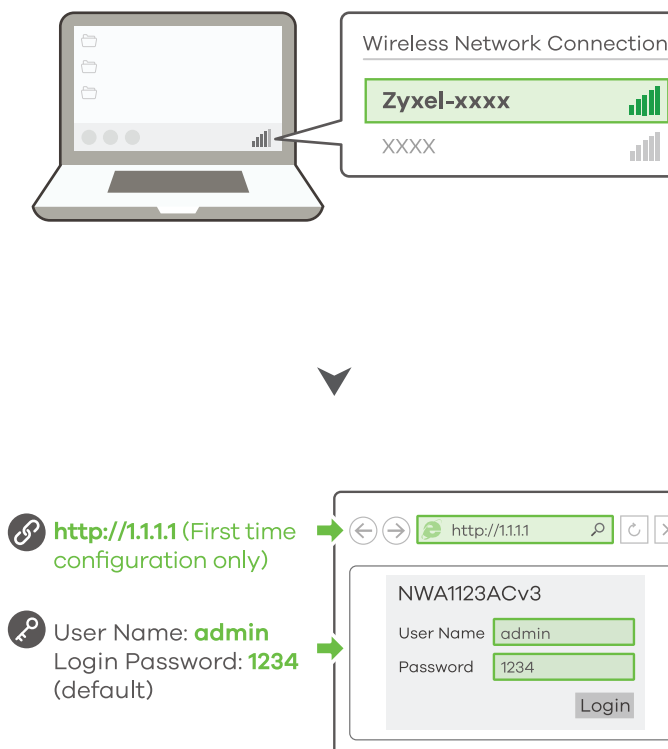 Wireless Network Connection
Zyxel-xxxx
XXXX
http://1.1.1.1 (First time
configuration only)
http://1.1.1.1
User Name: admin
Login Password: 1234
(default)
NWA1123ACv3
User Name admin
Password 1234
Login